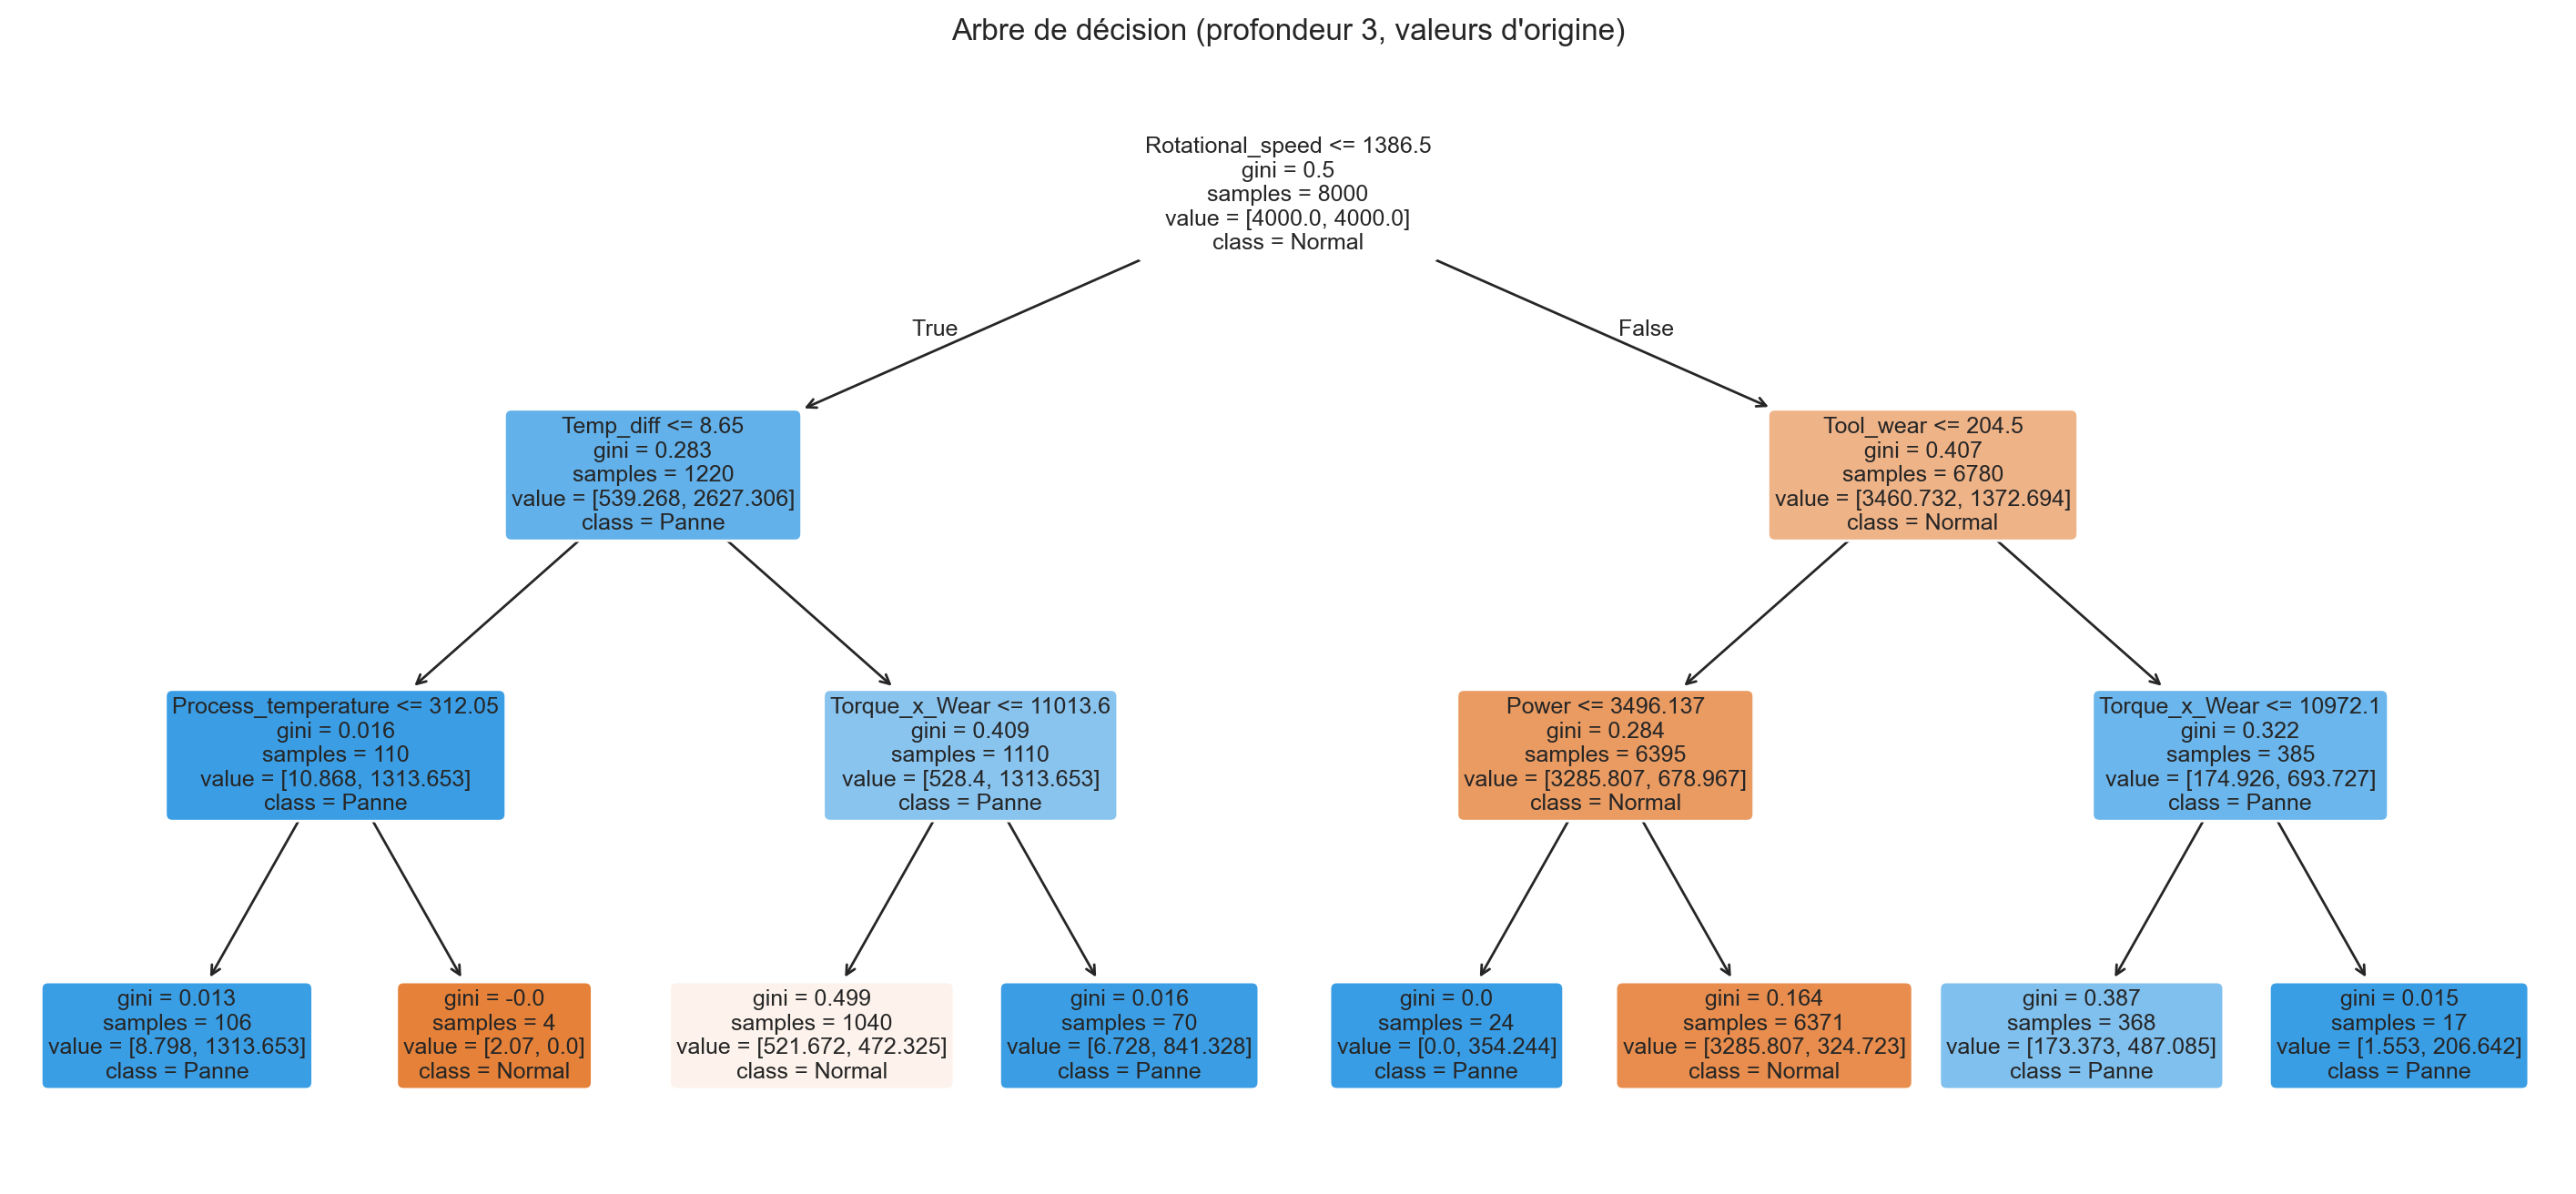 Arbre de décision (profondeur 3, valeurs d'origine)
Rotational_speed <= 1386.5
gini = 0.5
samples = 8000
value = [4000.0, 4000.0]
class = Normal
True
False
Temp_diff <= 8.65
gini = 0.283
samples = 1220
value = [539.268, 2627.306]
class = Panne
Tool_wear <= 204.5
gini = 0.407
samples = 6780
value = [3460.732, 1372.694]
class = Normal
Process_temperature <= 312.05
gini = 0.016
samples = 110
value = [10.868, 1313.653]
class = Panne
Torque_x_Wear <= 11013.6
gini = 0.409
samples = 1110
value = [528.4, 1313.653]
class = Panne
Power <= 3496.137
gini = 0.284
samples = 6395
value = [3285.807, 678.967]
class = Normal
Torque_x_Wear <= 10972.1
gini = 0.322
samples = 385
value = [174.926, 693.727]
class = Panne
gini = 0.013
samples = 106
value = [8.798, 1313.653]
class = Panne
gini = -0.0
samples = 4
value = [2.07, 0.0]
class = Normal
gini = 0.499
samples = 1040
value = [521.672, 472.325]
class = Normal
gini = 0.016
samples = 70
value = [6.728, 841.328]
class = Panne
gini = 0.0
samples = 24
value = [0.0, 354.244]
class = Panne
gini = 0.164
samples = 6371
value = [3285.807, 324.723]
class = Normal
gini = 0.387
samples = 368
value = [173.373, 487.085]
class = Panne
gini = 0.015
samples = 17
value = [1.553, 206.642]
class = Panne